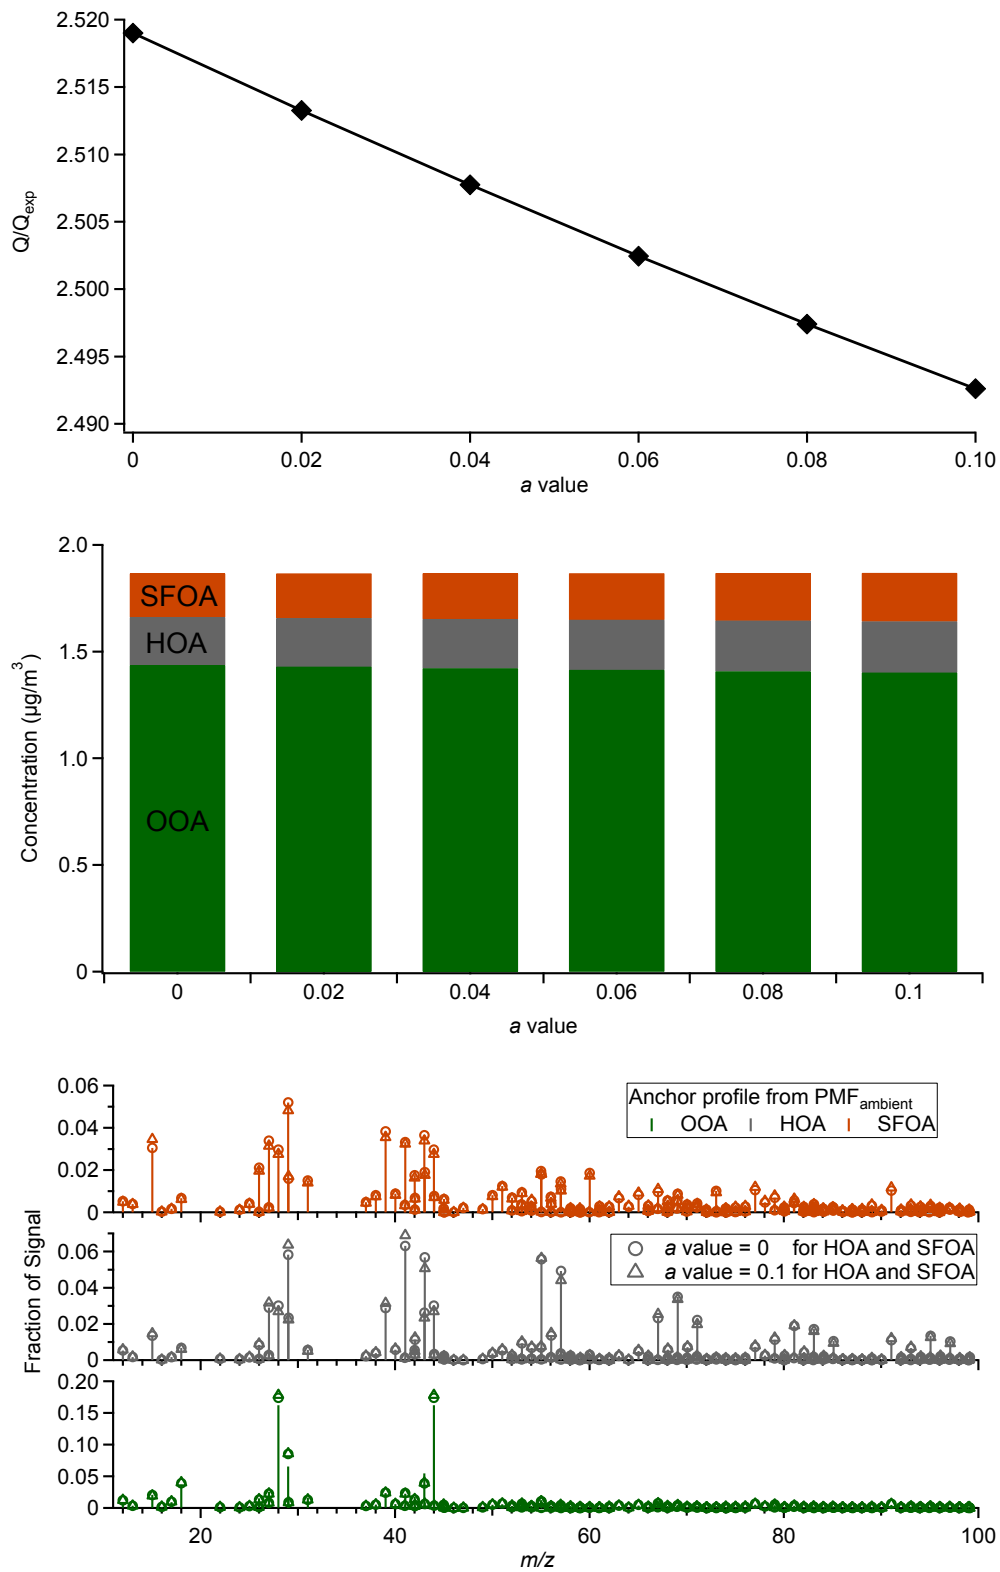 2.520
2.515
2.510
2.505
2.500
2.495
2.490
Q/Qexp
0 0.02 0.04 0.06 0.08 0.10
a value
2.0
1.5
1.0
0.5
0
Concentration (µg/m³)
SFOA
HOA
OOA
0 0.02 0.04 0.06 0.08 0.1
a value
0.06
0.04
0.02
0
Anchor profile from PMFambient
OOA HOA SFOA
0.06
0.04
0.02
0
a value = 0 for HOA and SFOA
a value = 0.1 for HOA and SFOA
Fraction of Signal
0.20
0.15
0.10
0.05
0
20 40 60 80 100
m/z